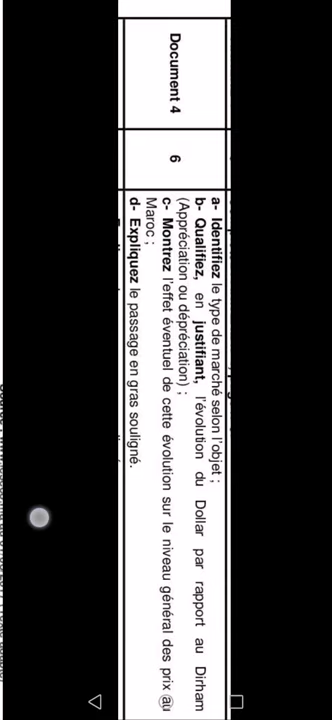 Document 4
6
a- Identifiez le type de marché selon l'objet ;
b- Qualifiez, en justifiant, l'évolution du Dollar par rapport au Dirham
(Appréciation ou dépréciation) ;
c- Montrez l'effet éventuel de cette évolution sur le niveau général des prix au
Maroc ;
d- Expliquez le passage en gras souligné.